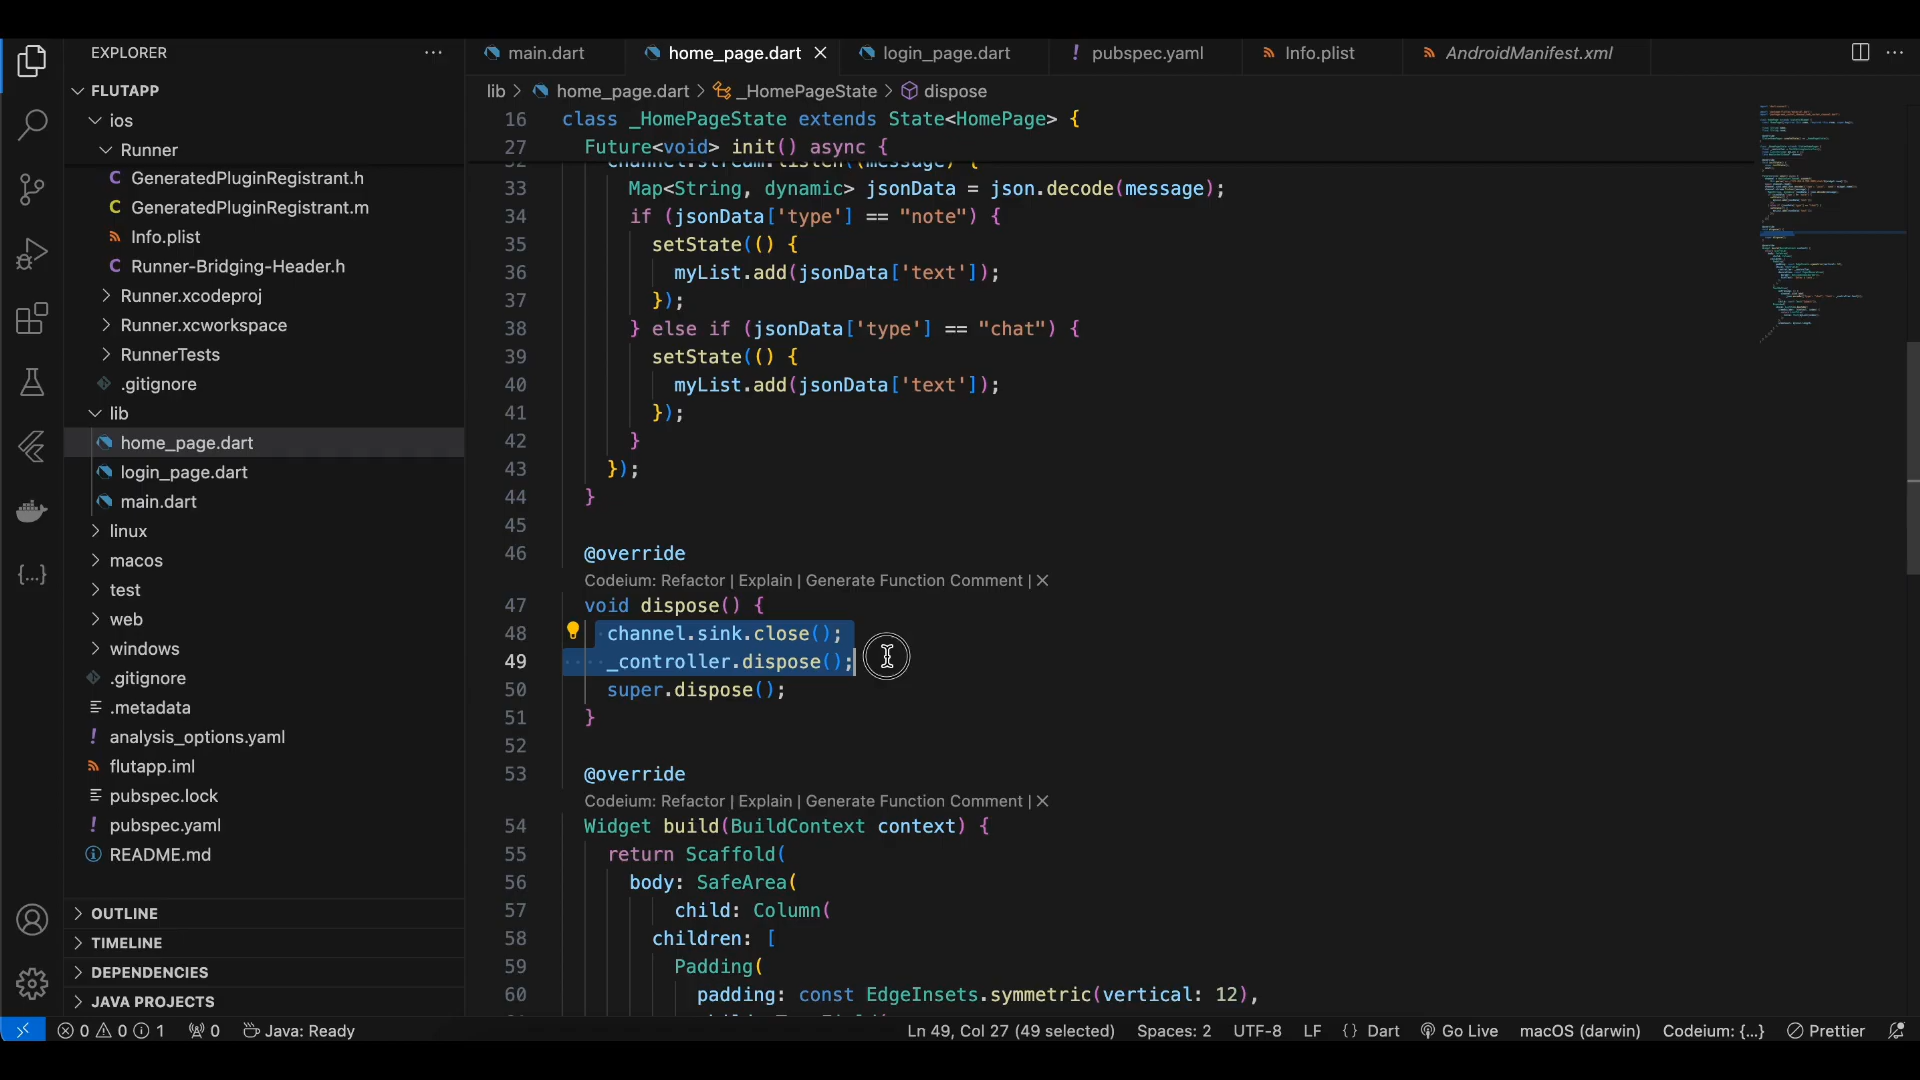 EXPLORER
FLUTAPP
ios
Runner
GeneratedPluginRegistrant.h
GeneratedPluginRegistrant.m
Info.plist
Runner-Bridging-Header.h
Runner.xcodeproj
Runner.xcworkspace
RunnerTests
.gitignore
lib
home_page.dart
login_page.dart
main.dart
linux
macos
test
web
windows
.gitignore
.metadata
analysis_options.yaml
flutapp.iml
pubspec.lock
pubspec.yaml
README.md
OUTLINE
TIMELINE
DEPENDENCIES
JAVA PROJECTS
main.dart home_page.dart login_page.dart pubspec.yaml Info.plist AndroidManifest.xml
lib > home_page.dart > _HomePageState > dispose
16 class _HomePageState extends State<HomePage> {
27 Future<void> init() async {
32 channel.stream.listen((message) {
33 Map<String, dynamic> jsonData = json.decode(message);
34 if (jsonData['type'] == "note") {
35 setState(() {
36 myList.add(jsonData['text']);
37 });
38 } else if (jsonData['type'] == "chat") {
39 setState(() {
40 myList.add(jsonData['text']);
41 });
42 }
43 });
44 }
45
46 @override
Codeium: Refactor | Explain | Generate Function Comment | X
47 void dispose() {
48 channel.sink.close();
49 _controller.dispose();
50 super.dispose();
51 }
52
53 @override
Codeium: Refactor | Explain | Generate Function Comment | X
54 Widget build(BuildContext context) {
55 return Scaffold(
56 body: SafeArea(
57 child: Column(
58 children: [
59 Padding(
60 padding: const EdgeInsets.symmetric(vertical: 12),
0 0 1 0 Java: Ready Ln 49, Col 27 (49 selected) Spaces: 2 UTF-8 LF {} Dart Go Live macOS (darwin) Codeium: {...} Prettier